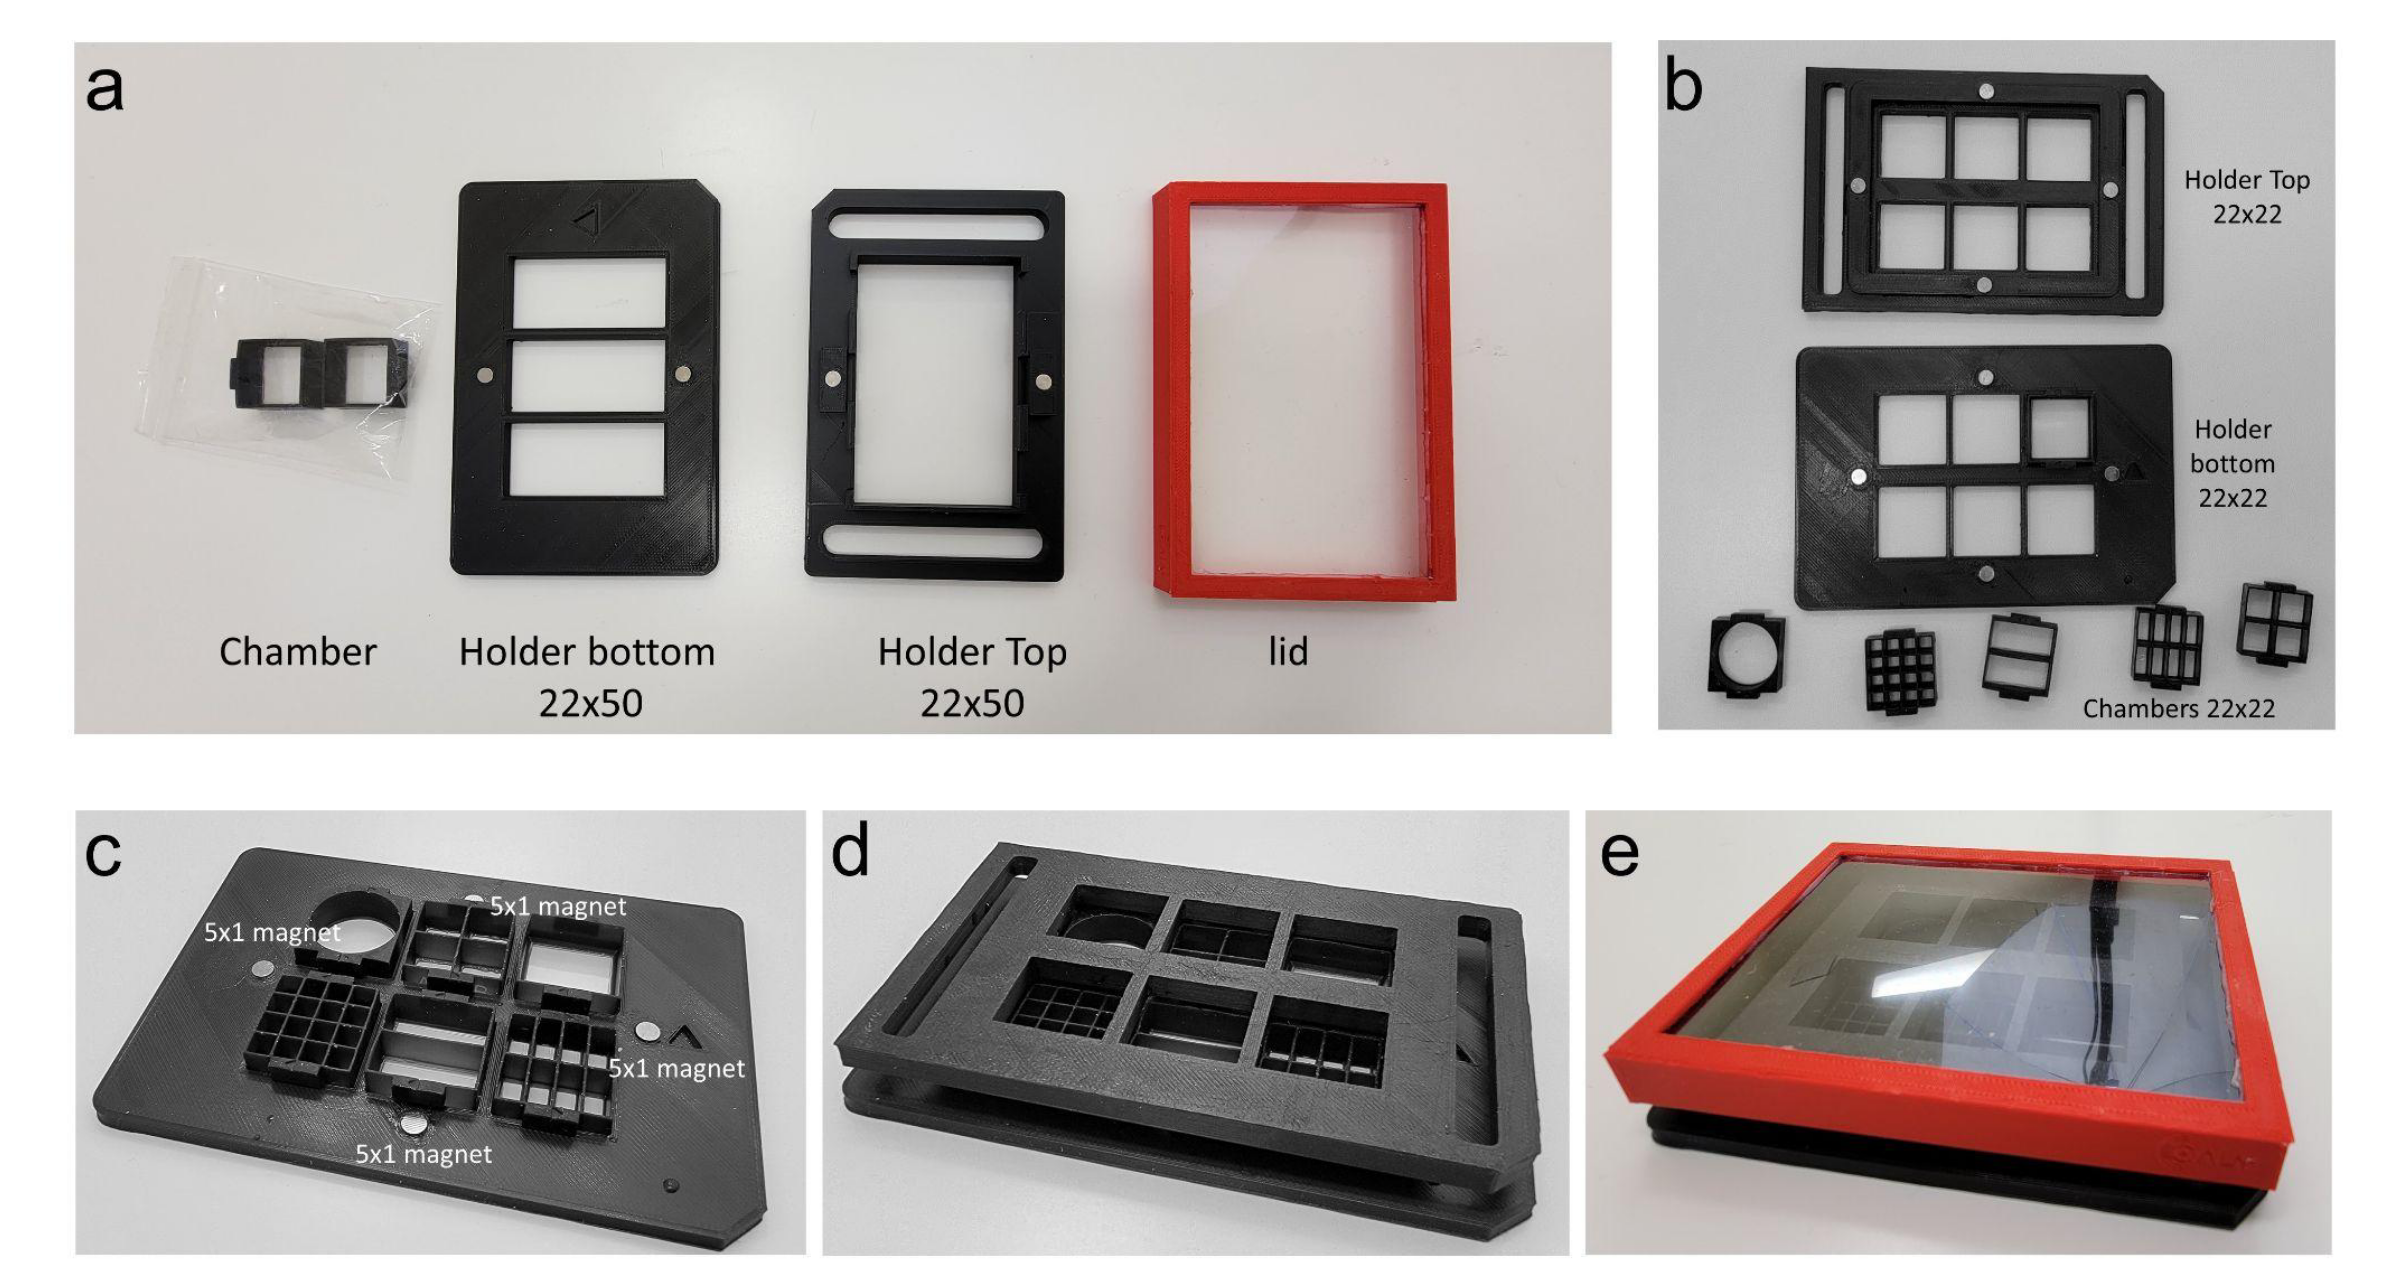 a
Chamber
Holder bottom
22x50
Holder Top
22x50
lid
b
Holder Top
22x22
Holder
bottom
22x22
Chambers 22x22
c
5x1 magnet
5x1 magnet
5x1 magnet
5x1 magnet
d
e